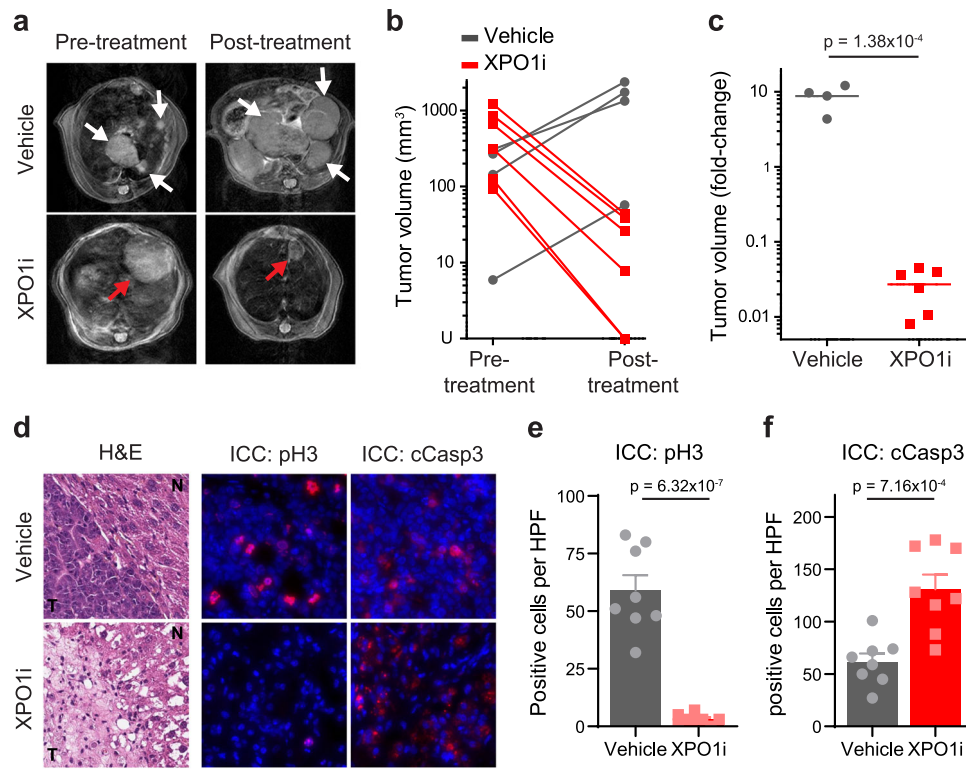 a
Pre-treatment Post-treatment
Vehicle
XPO1i
b
Vehicle
XPO1i
Tumor volume (mm³)
1000
100
10
U
Pre-treatment
Post-treatment
c
p = 1.38x10⁻⁴
Tumor volume (fold-change)
10
1
0.1
0.01
Vehicle XPO1i
d
H&E ICC: pH3 ICC: cCasp3
Vehicle
N
T
XPO1i
N
T
e
ICC: pH3
p = 6.32x10⁻⁷
Positive cells per HPF
100
75
50
25
0
Vehicle XPO1i
f
ICC: cCasp3
p = 7.16x10⁻⁴
positive cells per HPF
200
150
100
50
0
Vehicle XPO1i